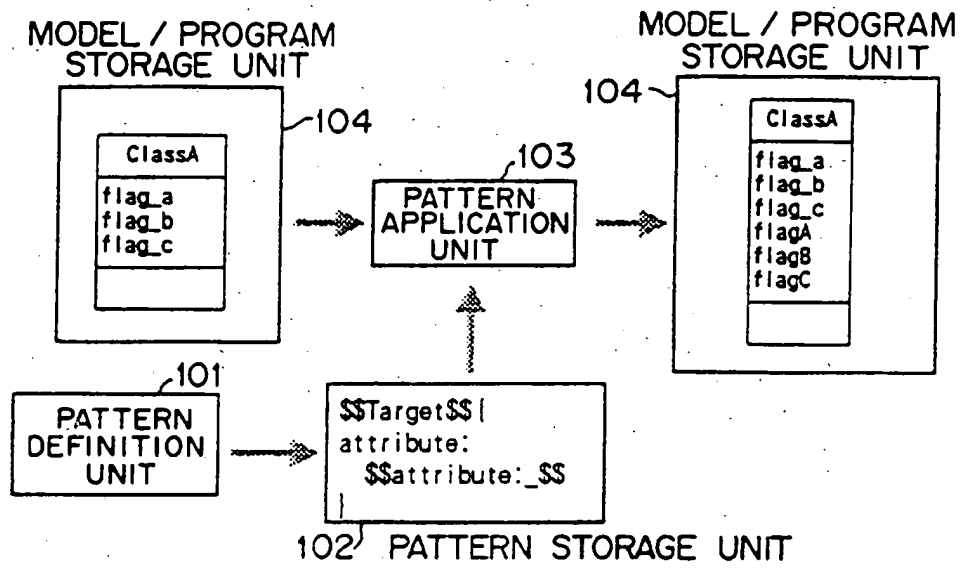 MODEL / PROGRAM
STORAGE UNIT
104
ClassA
flag_a
flag_b
flag_c
103
PATTERN
APPLICATION
UNIT
MODEL / PROGRAM
STORAGE UNIT
104
ClassA
flag_a
flag_b
flag_c
flagA
flagB
flagC
101
PATTERN
DEFINITION
UNIT
$$Target$${
attribute:
$$attribute:_$$
}
102 PATTERN STORAGE UNIT